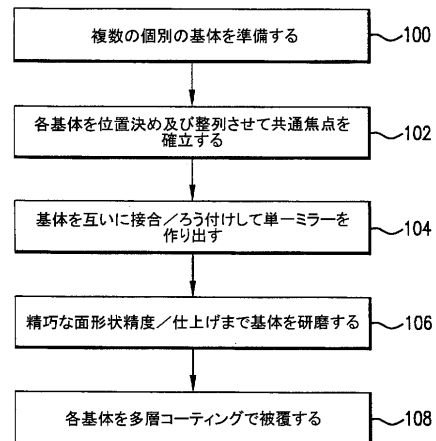 複数の個別の基体を準備する
100
各基体を位置決め及び整列させて共通焦点を
確立する
102
基体を互いに接合/ろう付けして単一ミラーを
作り出す
104
精巧な面形状精度/仕上げまで基体を研磨する
106
各基体を多層コーティングで被覆する
108